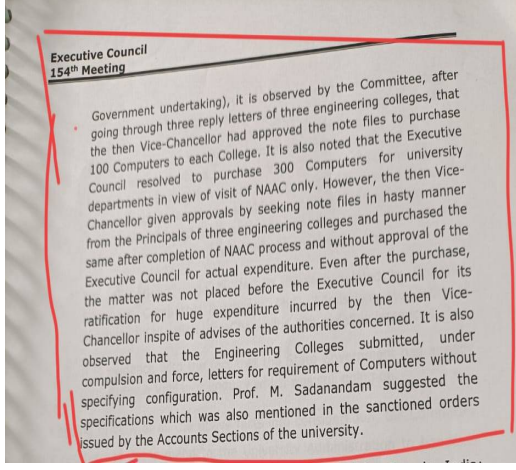 Executive Council
154th Meeting
Government undertaking), it is observed by the Committee, after
going through three reply letters of three engineering colleges, that
the then Vice-Chancellor had approved the note files to purchase
100 Computers to each College. It is also noted that the Executive
Council resolved to purchase 300 Computers for university
departments in view of visit of NAAC only. However, the then Vice-
Chancellor given approvals by seeking note files in hasty manner
from the Principals of three engineering colleges and purchased the
same after completion of NAAC process and without approval of the
Executive Council for actual expenditure. Even after the purchase,
the matter was not placed before the Executive Council for its
ratification for huge expenditure incurred by the then Vice-
Chancellor inspite of advises of the authorities concerned. It is also
observed that the Engineering Colleges submitted, under
compulsion and force, letters for requirement of Computers without
specifying configuration. Prof. M. Sadanandam suggested the
specifications which was also mentioned in the sanctioned orders
issued by the Accounts Sections of the university.